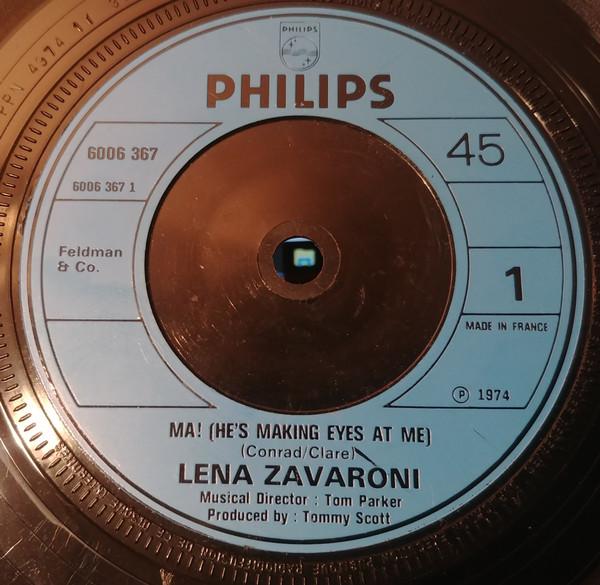 PHILIPS
PHILIPS
6006 367
6006 367 1
45
Feldman
& Co.
1
MADE IN FRANCE
Ⓟ 1974
MA! (HE'S MAKING EYES AT ME)
(Conrad/Clare)
LENA ZAVARONI
Musical Director : Tom Parker
Produced by : Tommy Scott